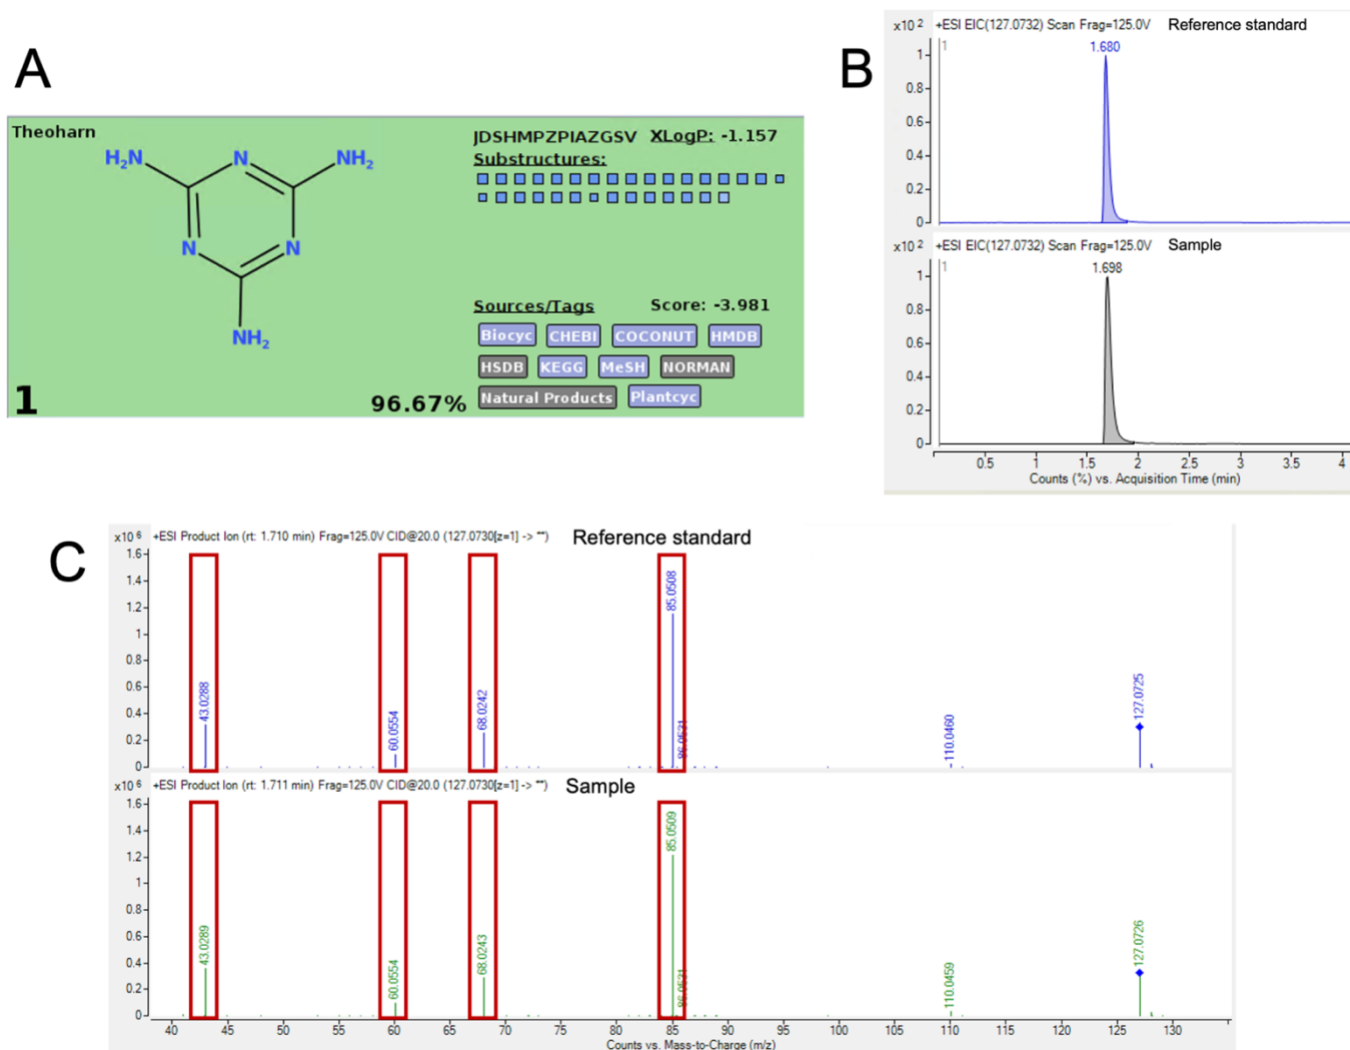 A
Theoharn
H₂N
N
NH₂
N
N
NH₂
1
96.67%
JDSHMPZPIAZGSV XLogP: -1.157
Substructures:
Sources/Tags Score: -3.981
Biocyc CHEBI COCONUT HMDB
HSDB KEGG MeSH NORMAN
Natural Products Plantcyc
B
x10 2 +ESI EIC(127.0732) Scan Frag=125.0V Reference standard
1
1.680
1
0.8
0.6
0.4
0.2
0
x10 2 +ESI EIC(127.0732) Scan Frag=125.0V Sample
1
1.698
1
0.8
0.6
0.4
0.2
0
0.5 1 1.5 2 2.5 3 3.5 4
Counts (%) vs. Acquisition Time (min)
C
x10 6 +ESI Product Ion (rt: 1.710 min) Frag=125.0V CID@20.0 (127.0730[z=1] -> **) Reference standard
1.6
1.4
1.2
1
0.8
0.6
0.4
0.2
0
43.0288
60.0554
68.0242
85.0508
86.0531
110.0460
127.0725
x10 6 +ESI Product Ion (rt: 1.711 min) Frag=125.0V CID@20.0 (127.0730[z=1] -> **) Sample
1.6
1.4
1.2
1
0.8
0.6
0.4
0.2
0
43.0289
60.0554
68.0243
85.0509
86.0531
110.0459
127.0726
40 45 50 55 60 65 70 75 80 85 90 95 100 105 110 115 120 125 130
Counts vs. Mass-to-Charge (m/z)